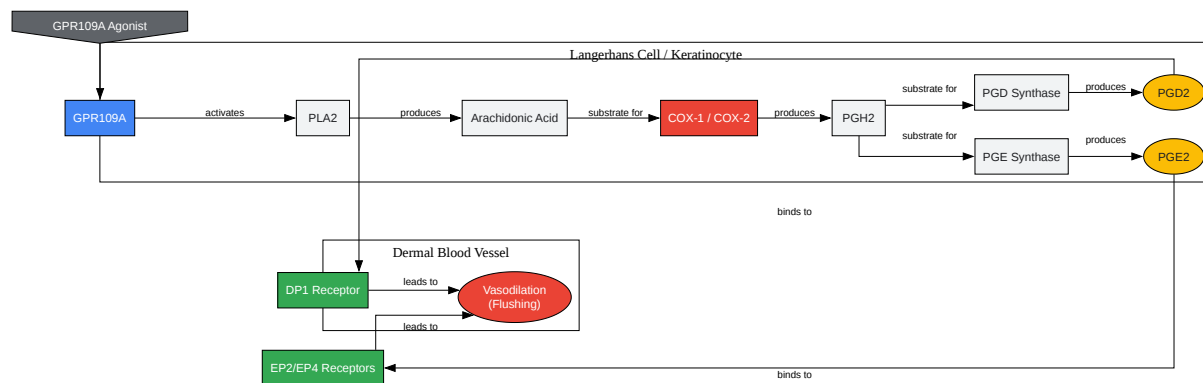 GPR109A Agonist
Langerhans Cell / Keratinocyte
GPR109A
activates
PLA2
produces
Arachidonic Acid
substrate for
COX-1 / COX-2
produces
PGH2
substrate for
PGD Synthase
produces
PGD2
substrate for
PGE Synthase
produces
PGE2
binds to
Dermal Blood Vessel
DP1 Receptor
leads to
Vasodilation
(Flushing)
leads to
EP2/EP4 Receptors
binds to